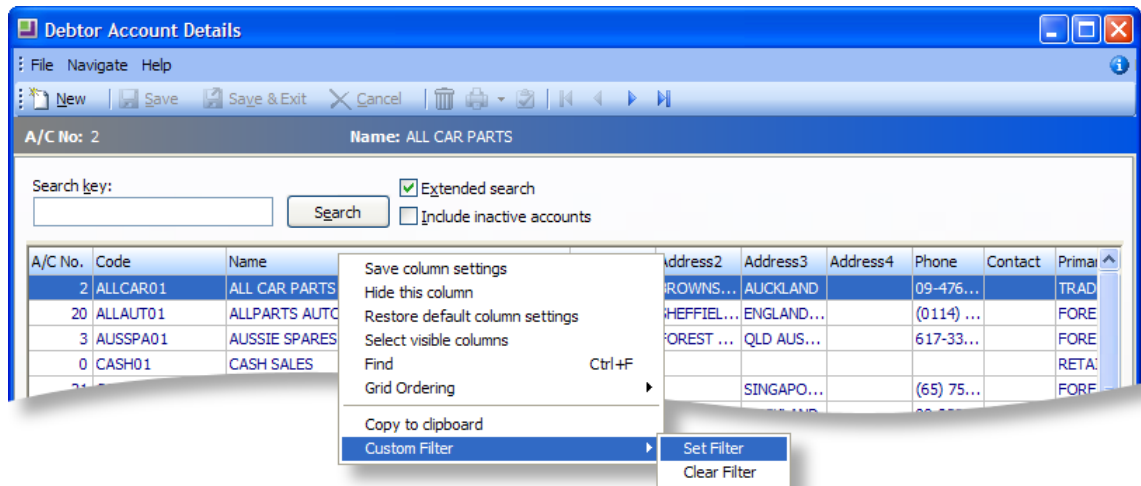 Debtor Account Details
File Navigate Help
New Save Save & Exit Cancel
A/C No: 2 Name: ALL CAR PARTS
Search key:
Search
Extended search
Include inactive accounts
A/C No. Code Name Address2 Address3 Address4 Phone Contact Primar
2 ALLCAR01 ALL CAR PARTS BROWNS... AUCKLAND 09-476... TRAD
20 ALLAUT01 ALLPARTS AUTO SHEFFIEL... ENGLAND... (0114) ... FORE
3 AUSSPA01 AUSSIE SPARES FOREST ... QLD AUS... 617-33... FORE
0 CASH01 CASH SALES RETAI
SINGAPO... (65) 75... FORE
Save column settings
Hide this column
Restore default column settings
Select visible columns
Find Ctrl+F
Grid Ordering
Copy to clipboard
Custom Filter
Set Filter
Clear Filter